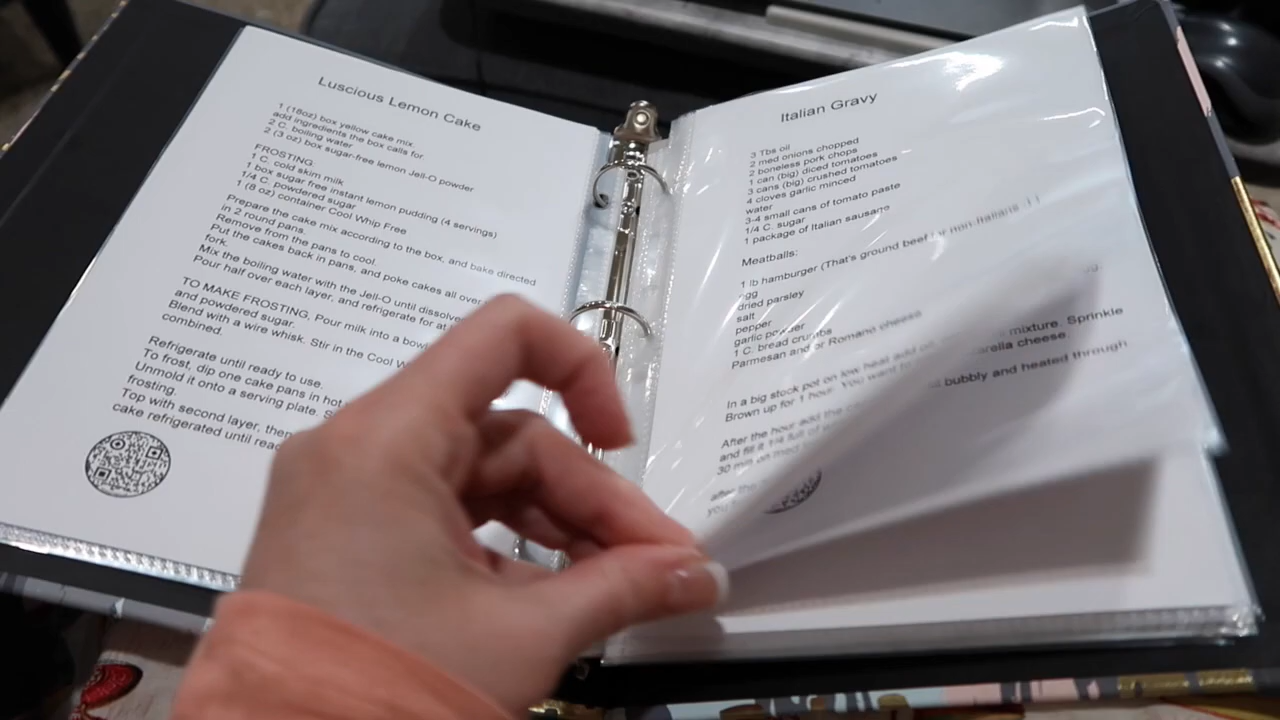 Luscious Lemon Cake
1 (18oz) box yellow cake mix.
add ingredients the box calls for
2 C. boiling water
2 (3 oz) box sugar-free lemon Jell-O powder
FROSTING:
1 C. cold skim milk
1 box sugar free instant lemon pudding (4 servings)
1/4 C. powdered sugar
1 (8 oz) container Cool Whip Free
Prepare the cake mix according to the box, and bake directed
in 2 round pans.
Remove from the pans to cool.
Put the cakes back in pans, and poke cakes all over
fork.
Mix the boiling water with the Jell-O until dissolve
Pour half over each layer, and refrigerate for at
TO MAKE FROSTING, Pour milk into a bowl
and powdered sugar.
Blend with a wire whisk. Stir in the Cool W
combined.
Refrigerate until ready to use.
To frost, dip one cake pans in hot
Unmold it onto a serving plate. S
frosting.
Top with second layer, then
cake refrigerated until read
Italian Gravy
3 Tbs oil
2 med onions chopped
2 boneless pork chops
1 can (big) diced tomatoes
3 cans (big) crushed tomatoes
4 cloves garlic minced
water
3-4 small cans of tomato paste
1/4 C. sugar
1 package of Italian sausage
Meatballs:
1 lb hamburger (That's ground beef for non-Italians :) )
egg
dried parsley
salt
pepper
garlic powder
1 C. bread crumbs
Parmesan and or Romano cheese
In a big stock pot on low heat add oil,
Brown up for 1 hour. You want to
After the hour add the
and fill it 1/4 full of
30 min on med
after the
you
mixture. Sprinkle
cheese.
bubbly and heated through